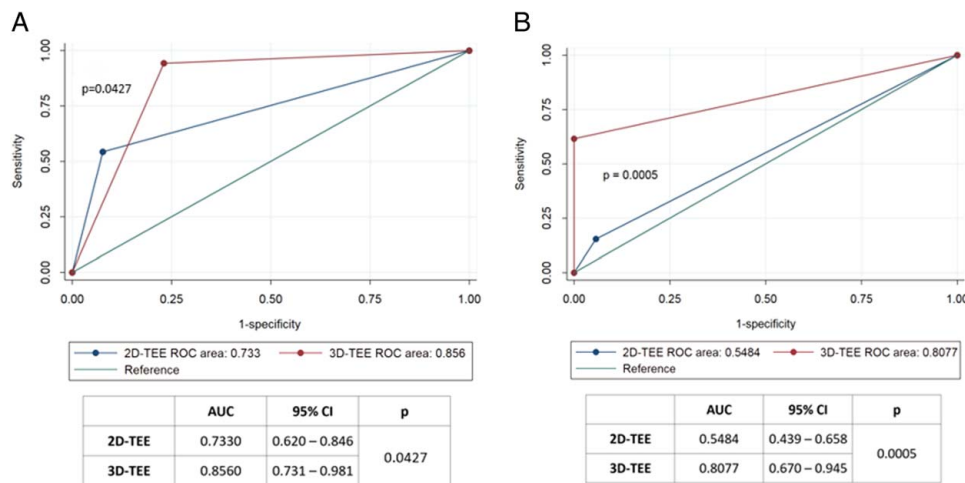 A
1.00
0.75
0.50
0.25
0.00
Sensitivity
p=0.0427
0.00 0.25 0.50 0.75 1.00
1-specificity
2D-TEE ROC area: 0.733 3D-TEE ROC area: 0.856
Reference
AUC 95% CI p
2D-TEE 0.7330 0.620 – 0.846
0.0427
3D-TEE 0.8560 0.731 – 0.981
B
1.00
0.75
0.50
0.25
0.00
Sensitivity
p = 0.0005
0.00 0.25 0.50 0.75 1.00
1-specificity
2D-TEE ROC area: 0.5484 3D-TEE ROC area: 0.8077
Reference
AUC 95% CI p
2D-TEE 0.5484 0.439 – 0.658
0.0005
3D-TEE 0.8077 0.670 – 0.945